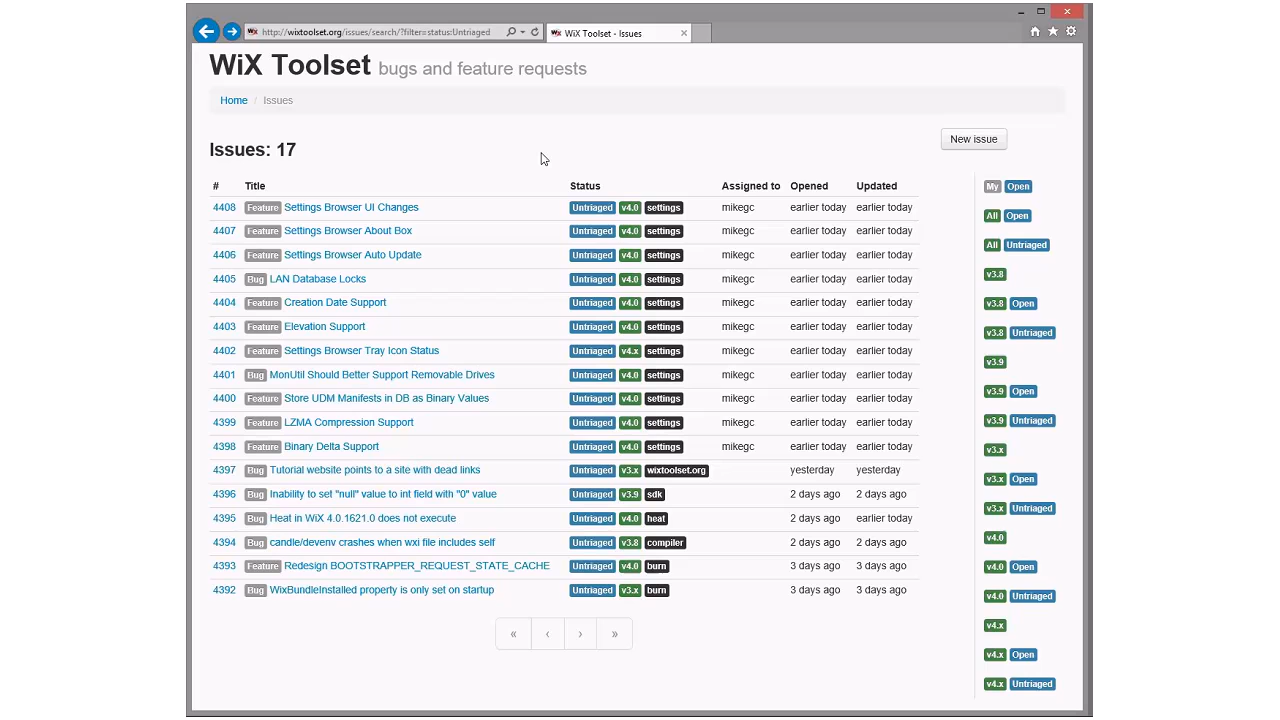 http://wixtoolset.org/issues/search/?filter=status:Untriaged
WiX Toolset - Issues
WiX Toolset bugs and feature requests
Home / Issues
Issues: 17
New issue
# Title Status Assigned to Opened Updated
4408 Feature Settings Browser UI Changes Untriaged v4.0 settings mikegc earlier today earlier today
4407 Feature Settings Browser About Box Untriaged v4.0 settings mikegc earlier today earlier today
4406 Feature Settings Browser Auto Update Untriaged v4.0 settings mikegc earlier today earlier today
4405 Bug LAN Database Locks Untriaged v4.0 settings mikegc earlier today earlier today
4404 Feature Creation Date Support Untriaged v4.0 settings mikegc earlier today earlier today
4403 Feature Elevation Support Untriaged v4.0 settings mikegc earlier today earlier today
4402 Feature Settings Browser Tray Icon Status Untriaged v4.x settings mikegc earlier today earlier today
4401 Bug MonUtil Should Better Support Removable Drives Untriaged v4.0 settings mikegc earlier today earlier today
4400 Feature Store UDM Manifests in DB as Binary Values Untriaged v4.0 settings mikegc earlier today earlier today
4399 Feature LZMA Compression Support Untriaged v4.0 settings mikegc earlier today earlier today
4398 Feature Binary Delta Support Untriaged v4.0 settings mikegc earlier today earlier today
4397 Bug Tutorial website points to a site with dead links Untriaged v3.x wixtoolset.org yesterday yesterday
4396 Bug Inability to set "null" value to int field with "0" value Untriaged v3.9 sdk 2 days ago 2 days ago
4395 Bug Heat in WiX 4.0.1621.0 does not execute Untriaged v4.0 heat 2 days ago earlier today
4394 Bug candle/devenv crashes when wxi file includes self Untriaged v3.8 compiler 2 days ago 2 days ago
4393 Feature Redesign BOOTSTRAPPER_REQUEST_STATE_CACHE Untriaged v4.0 burn 3 days ago 3 days ago
4392 Bug WixBundleInstalled property is only set on startup Untriaged v3.x burn 3 days ago 3 days ago
« ‹ › »
My Open
All Open
All Untriaged
v3.8
v3.8 Open
v3.8 Untriaged
v3.9
v3.9 Open
v3.9 Untriaged
v3.x
v3.x Open
v3.x Untriaged
v4.0
v4.0 Open
v4.0 Untriaged
v4.x
v4.x Open
v4.x Untriaged